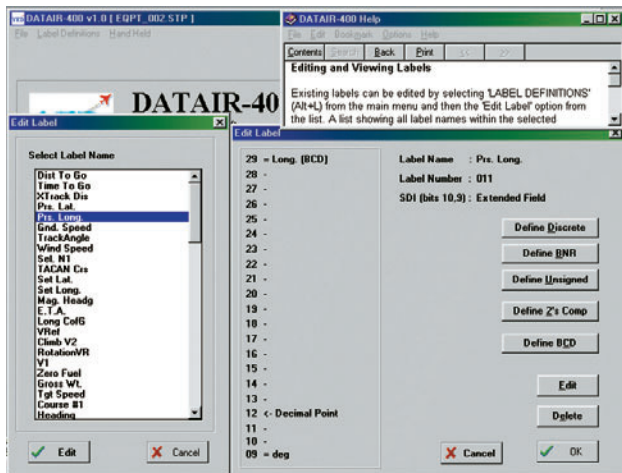 DATAIR-400 v1.0 [ EQPT_002.STP ]
File Label Definitions Hand Held
DATAIR-40
DATAIR-400 Help
File Edit Bookmark Options Help
Contents Search Back Print << >>
Editing and Viewing Labels
Existing labels can be edited by selecting 'LABEL DEFINITIONS'
(Alt+L) from the main menu and then the 'Edit Label' option from
the list. A list showing all label names within the selected
Edit Label
Select Label Name
Dist To Go
Time To Go
XTrack Dis
Prs. Lat.
Prs. Long.
Gnd. Speed
TrackAngle
Wind Speed
Sel. N1
TACAN Crs
Set Lat.
Set Long.
Mag. Headg
E.T.A.
Long CofG
VRef
Climb V2
RotationVR
V1
Zero Fuel
Gross Wt.
Tgt Speed
Course #1
Heading
Edit
Cancel
Edit Label
29 = Long. (BCD)
28 -
27 -
26 -
25 -
24 -
23 -
22 -
21 -
20 -
19 -
18 -
17 -
16 -
15 -
14 -
13 -
12 <- Decimal Point
11 -
10 -
09 = deg
Label Name : Prs. Long.
Label Number : 011
SDI (bits 10,9) : Extended Field
Define Discrete
Define BNR
Define Unsigned
Define 2's Comp
Define BCD
Edit
Delete
Cancel
OK